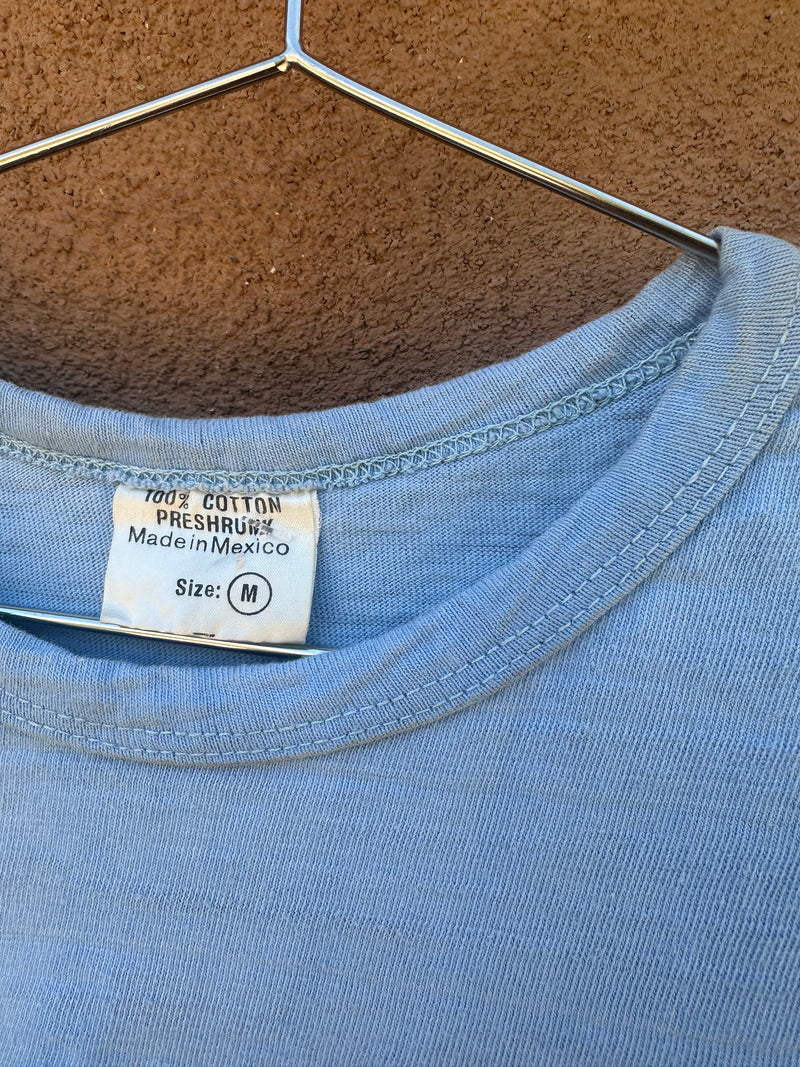 100% COTTON
PRESHRUNK
Made in Mexico
Size: M